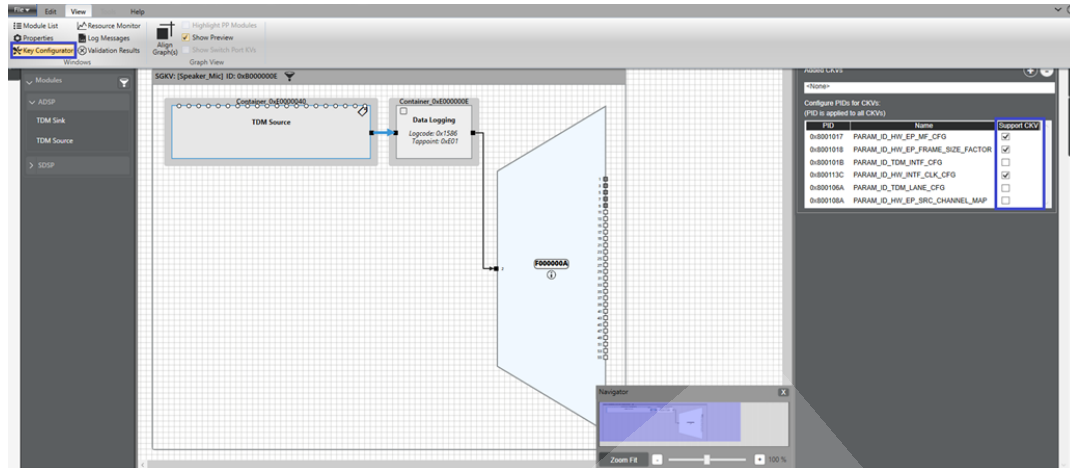 File Edit View Tools Help
Module List Resource Monitor Highlight PP Modules
Properties Log Messages Show Preview
Key Configurator Validation Results Align Graph(s) Show Switch Port KVs
Windows Graph View
Modules
ADSP
TDM Sink
TDM Source
SDSP
SGKV: [Speaker_Mic] ID: 0xB000000E
Container_0xE0000040
TDM Source
Container_0xE000000E
Data Logging
Logcode: 0x1586
Tappoint: 0xE01
F000000A
Navigator
Zoom Fit - + 100 %
Added CKVs
<None>
Configure PIDs for CKVs:
(PID is applied to all CKVs)
PID Name Support CKV
0x8001017 PARAM_ID_HW_EP_MF_CFG
0x8001018 PARAM_ID_HW_EP_FRAME_SIZE_FACTOR
0x800101B PARAM_ID_TDM_INTF_CFG
0x800113C PARAM_ID_HW_INTF_CLK_CFG
0x800106A PARAM_ID_TDM_LANE_CFG
0x800108A PARAM_ID_HW_EP_SRC_CHANNEL_MAP